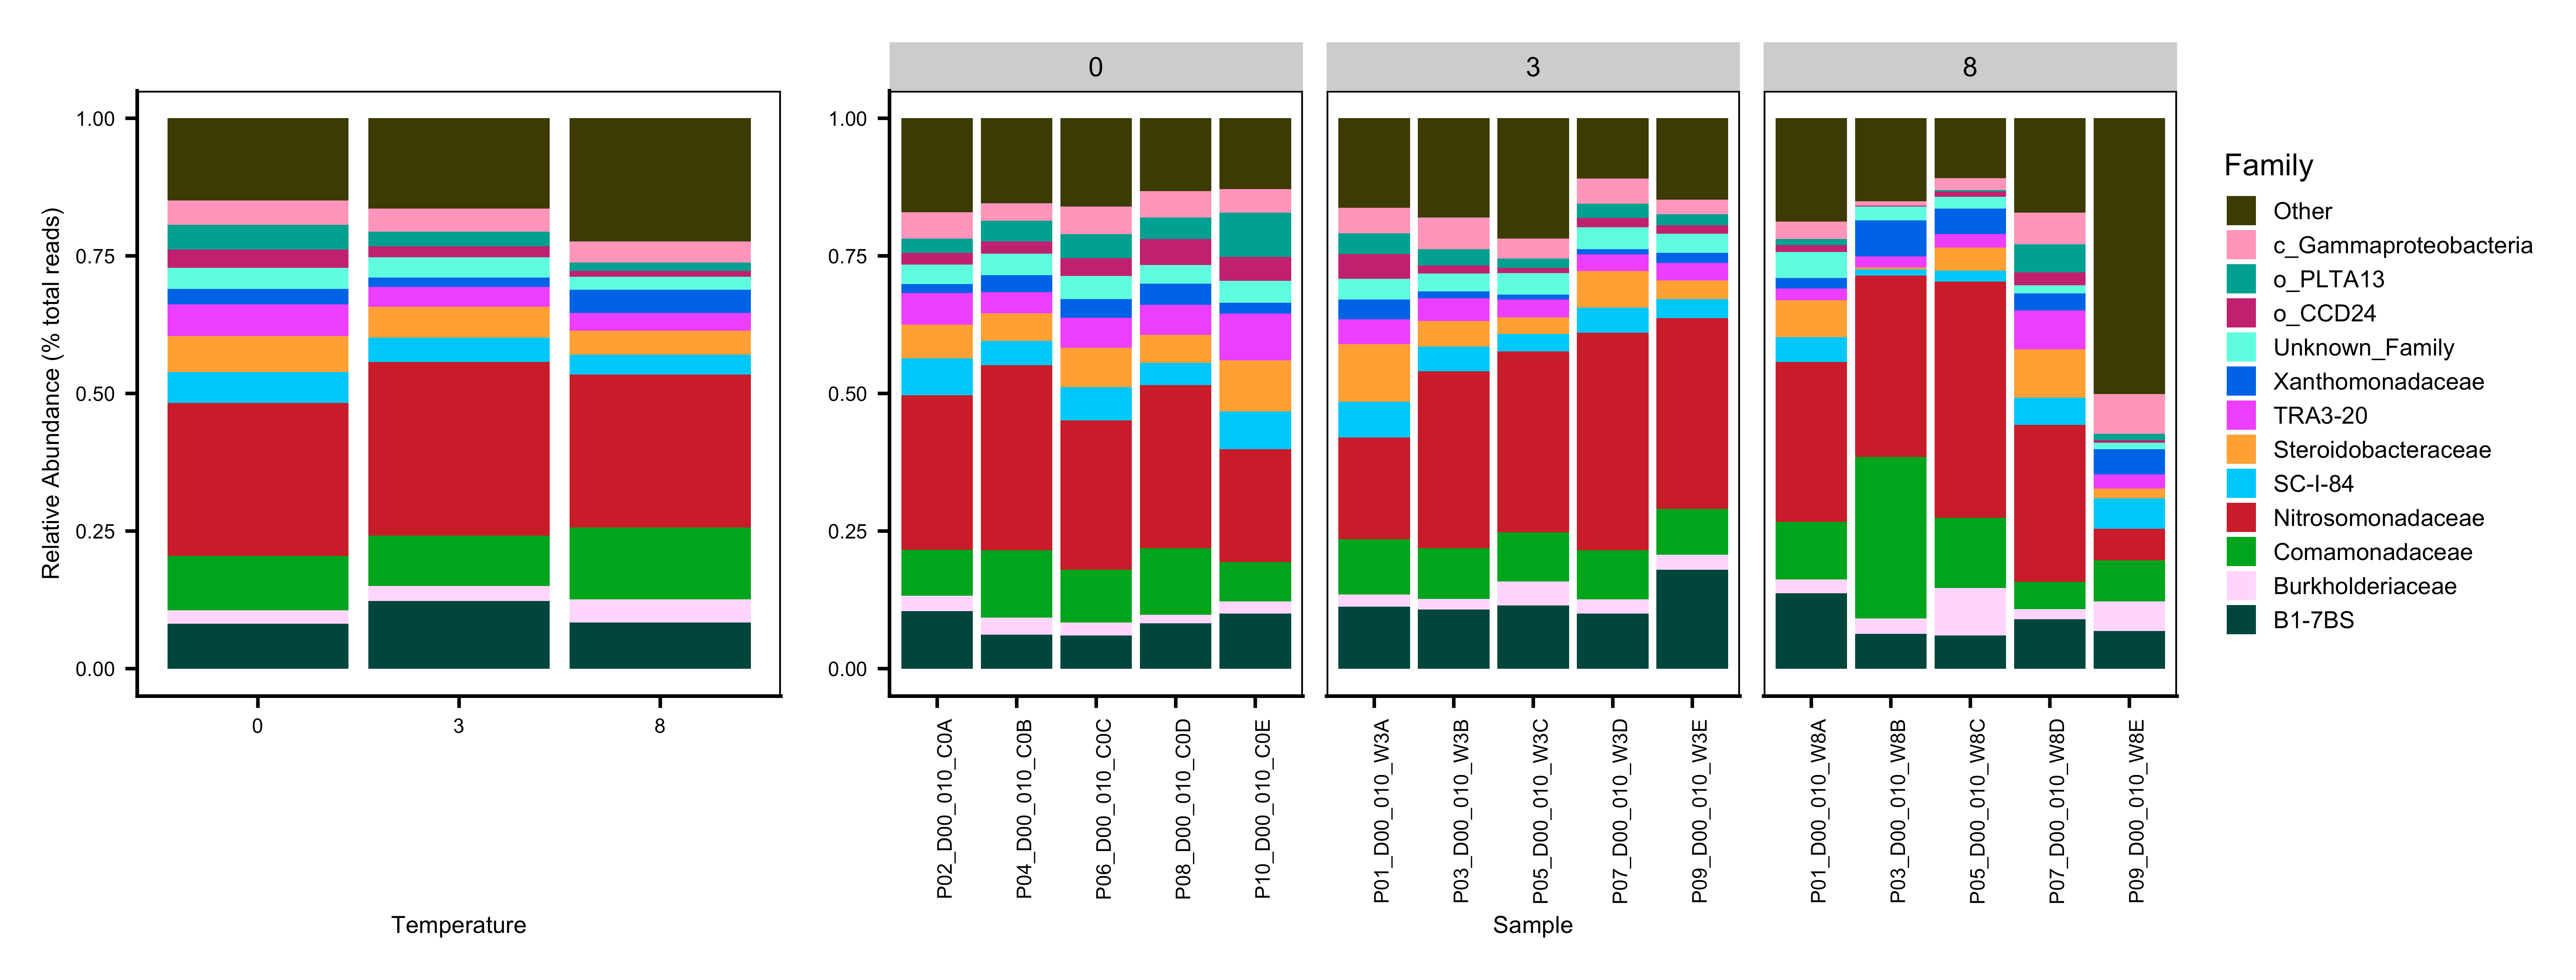 0
3
8
1.00
0.75
0.50
0.25
0.00
Relative Abundance (% total reads)
0
3
8
Temperature
1.00
0.75
0.50
0.25
0.00
P02_D00_010_C0A
P04_D00_010_C0B
P06_D00_010_C0C
P08_D00_010_C0D
P10_D00_010_C0E
P01_D00_010_W3A
P03_D00_010_W3B
P05_D00_010_W3C
P07_D00_010_W3D
P09_D00_010_W3E
P01_D00_010_W8A
P03_D00_010_W8B
P05_D00_010_W8C
P07_D00_010_W8D
P09_D00_010_W8E
Sample
Family
Other
c_Gammaproteobacteria
o_PLTA13
o_CCD24
Unknown_Family
Xanthomonadaceae
TRA3-20
Steroidobacteraceae
SC-I-84
Nitrosomonadaceae
Comamonadaceae
Burkholderiaceae
B1-7BS